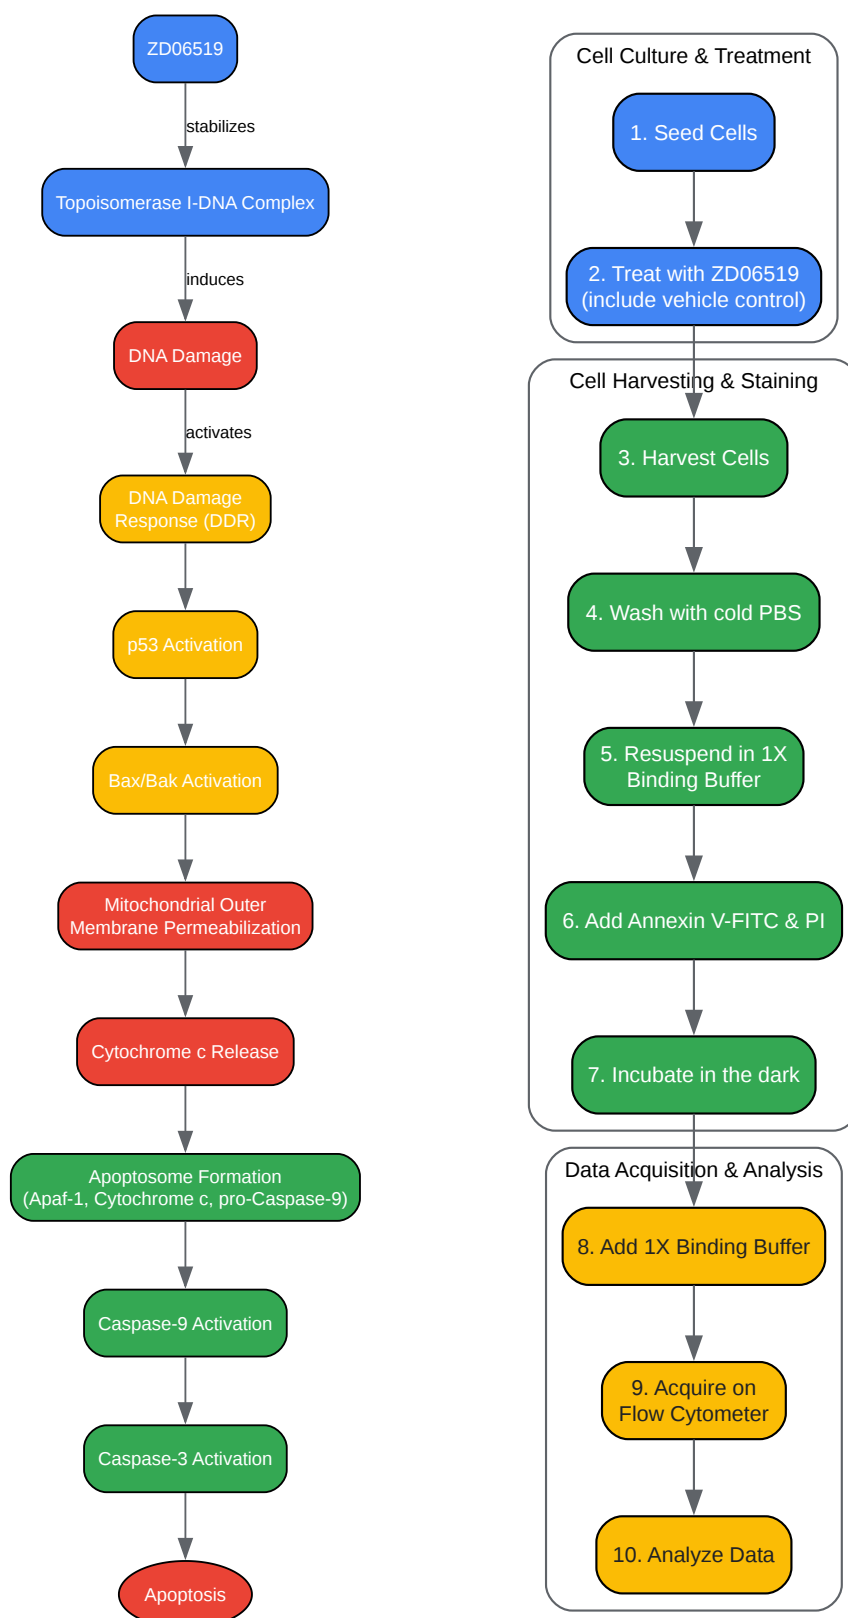 ZD06519
stabilizes
Topoisomerase I-DNA Complex
induces
DNA Damage
activates
DNA Damage
Response (DDR)
p53 Activation
Bax/Bak Activation
Mitochondrial Outer
Membrane Permeabilization
Cytochrome c Release
Apoptosome Formation
(Apaf-1, Cytochrome c, pro-Caspase-9)
Caspase-9 Activation
Caspase-3 Activation
Apoptosis
Cell Culture & Treatment
1. Seed Cells
2. Treat with ZD06519
(include vehicle control)
Cell Harvesting & Staining
3. Harvest Cells
4. Wash with cold PBS
5. Resuspend in 1X
Binding Buffer
6. Add Annexin V-FITC & PI
7. Incubate in the dark
Data Acquisition & Analysis
8. Add 1X Binding Buffer
9. Acquire on
Flow Cytometer
10. Analyze Data